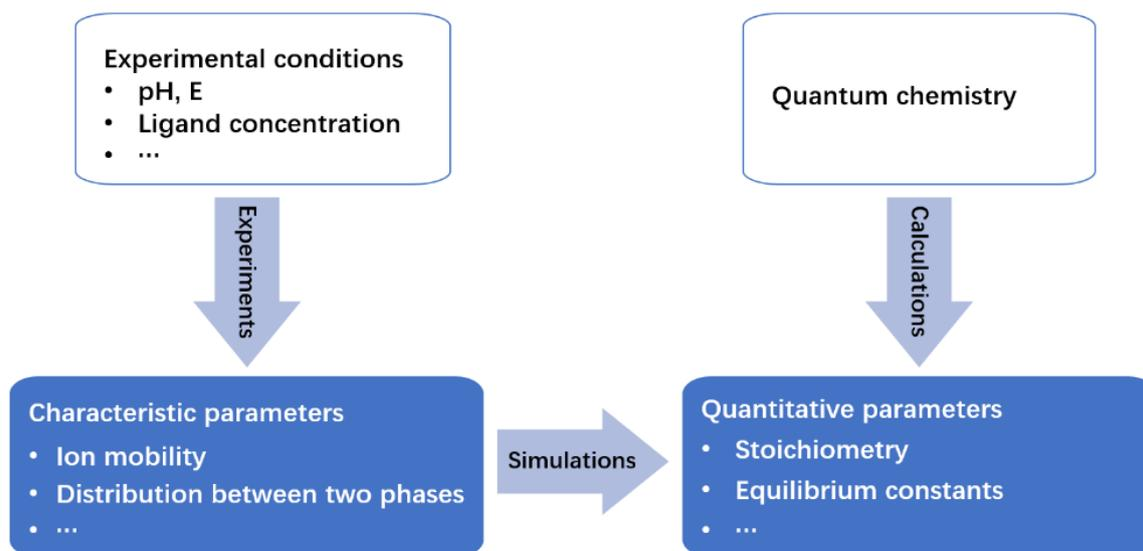 Experimental conditions
• pH, E
• Ligand concentration
• ...
Quantum chemistry
Experiments
Calculations
Characteristic parameters
• Ion mobility
• Distribution between two phases
• ...
Simulations
Quantitative parameters
• Stoichiometry
• Equilibrium constants
• ...